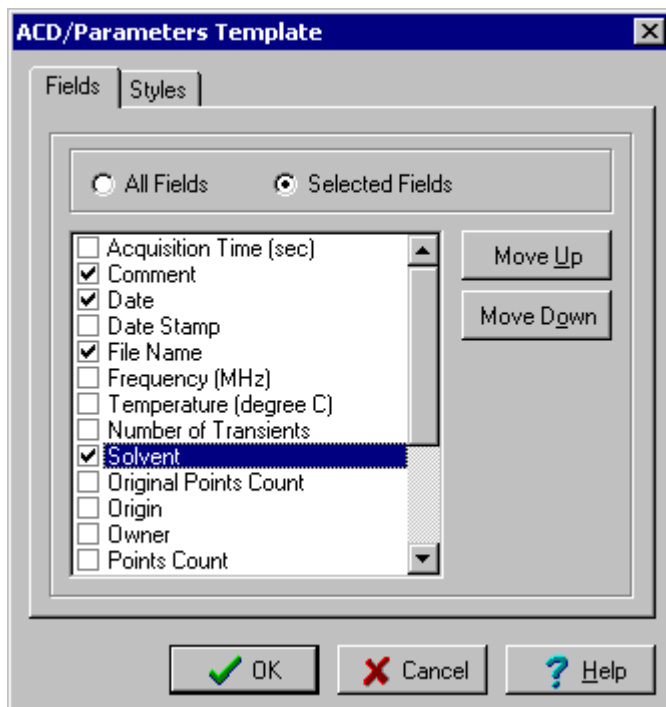 ACD/Parameters Template
Fields Styles
All Fields Selected Fields
Acquisition Time (sec)
Comment
Date
Date Stamp
File Name
Frequency (MHz)
Temperature (degree C)
Number of Transients
Solvent
Original Points Count
Origin
Owner
Points Count
Move Up
Move Down
OK Cancel Help